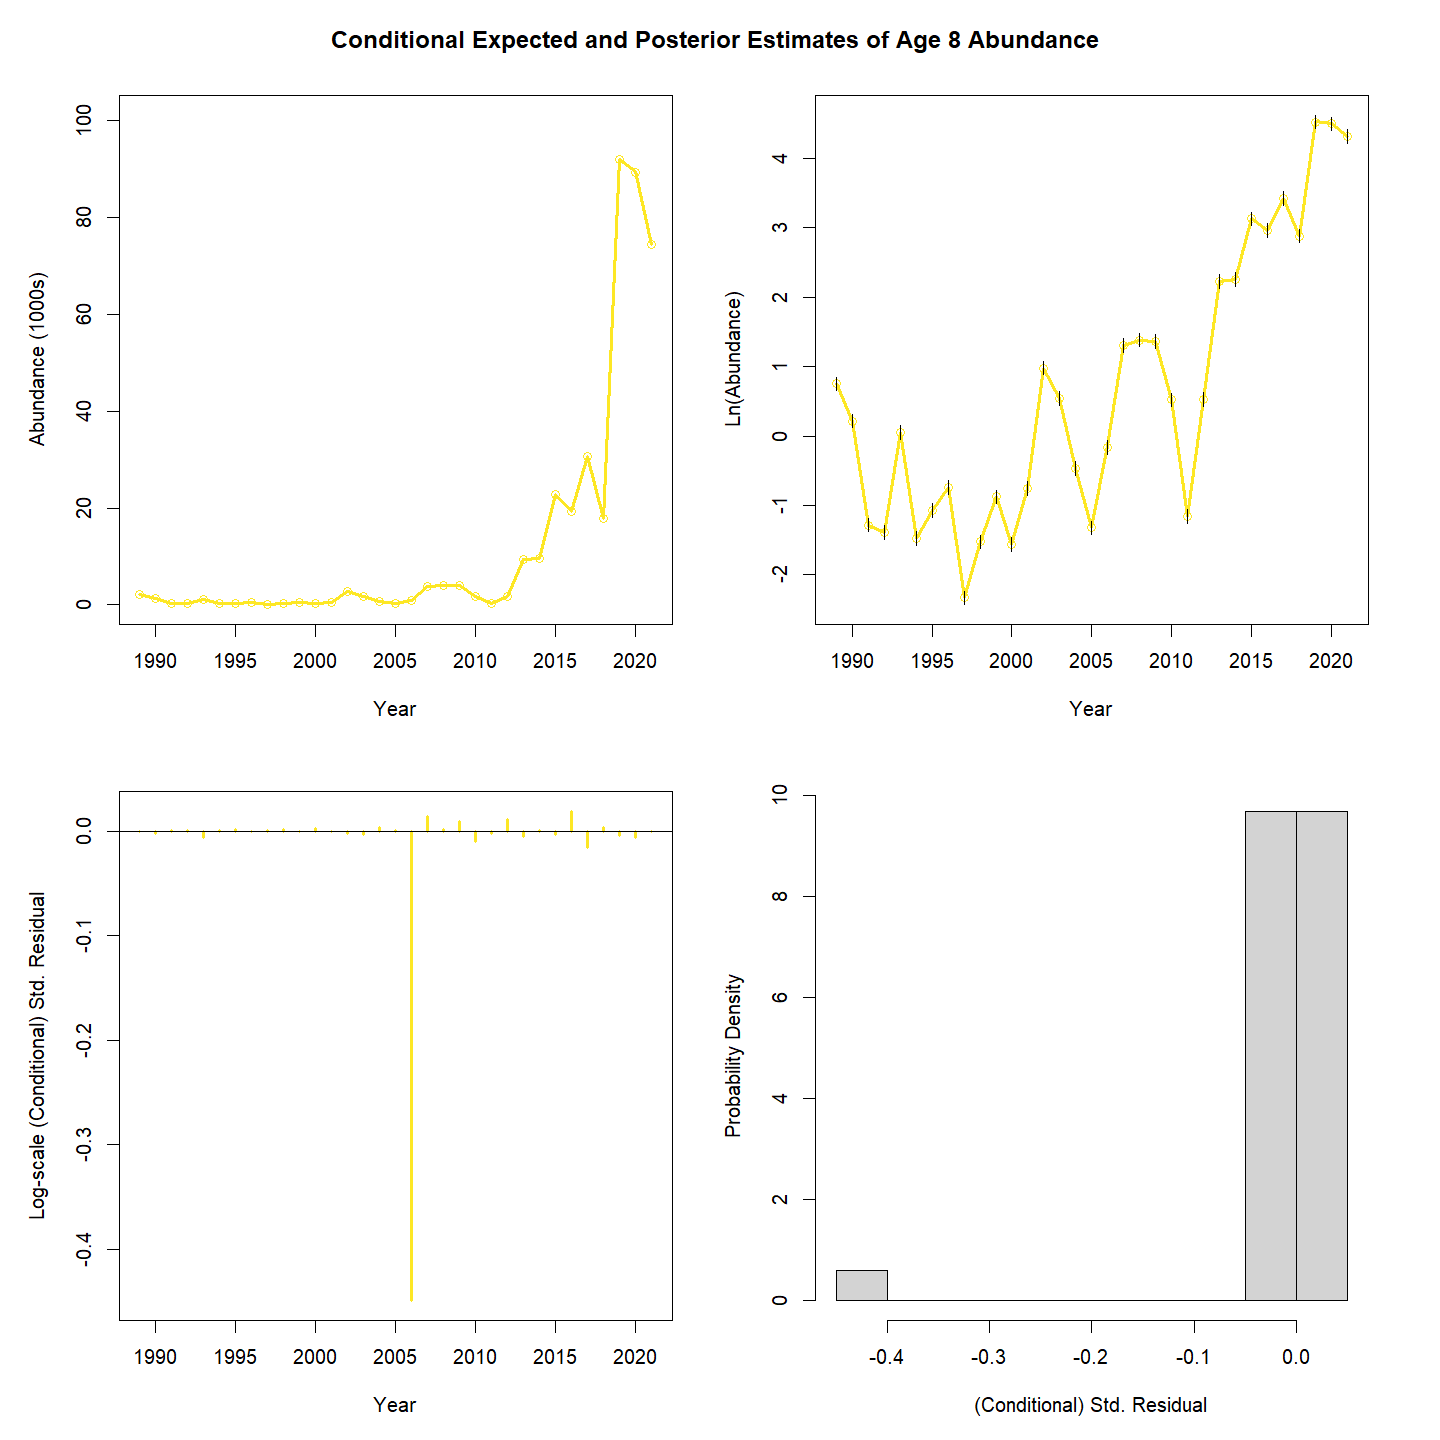 Conditional Expected and Posterior Estimates of Age 8 Abundance
Abundance (1000s)
100
80
60
40
20
0
1990 1995 2000 2005 2010 2015 2020
Year
Ln(Abundance)
4
3
2
1
0
-1
-2
1990 1995 2000 2005 2010 2015 2020
Year
Log-scale (Conditional) Std. Residual
0.0
-0.1
-0.2
-0.3
-0.4
1990 1995 2000 2005 2010 2015 2020
Year
Probability Density
10
8
6
4
2
0
-0.4 -0.3 -0.2 -0.1 0.0
(Conditional) Std. Residual